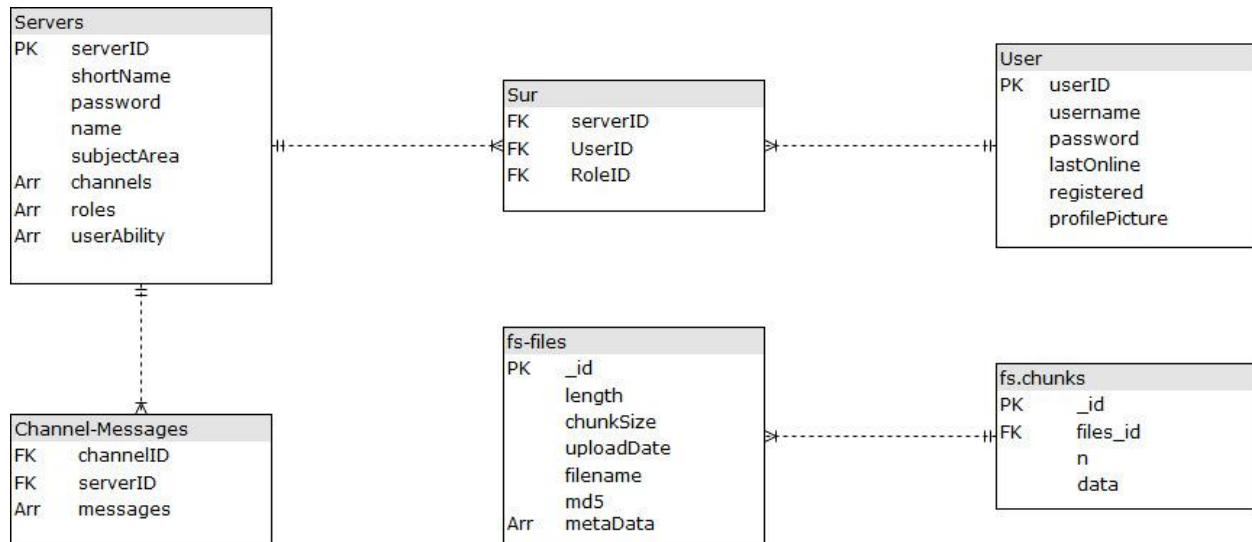 Servers
PK serverID
shortName
password
name
subjectArea
Arr channels
Arr roles
Arr userAbility
Sur
FK serverID
FK UserID
FK RoleID
User
PK userID
username
password
lastOnline
registered
profilePicture
Channel-Messages
FK channelID
FK serverID
Arr messages
fs-files
PK _id
length
chunkSize
uploadDate
filename
md5
Arr metaData
fs.chunks
PK _id
FK files_id
n
data